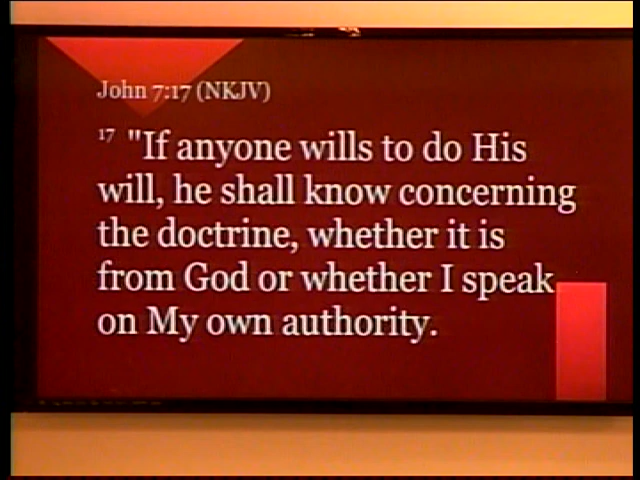 John 7:17 (NKJV)
17 "If anyone wills to do His
will, he shall know concerning
the doctrine, whether it is
from God or whether I speak
on My own authority.